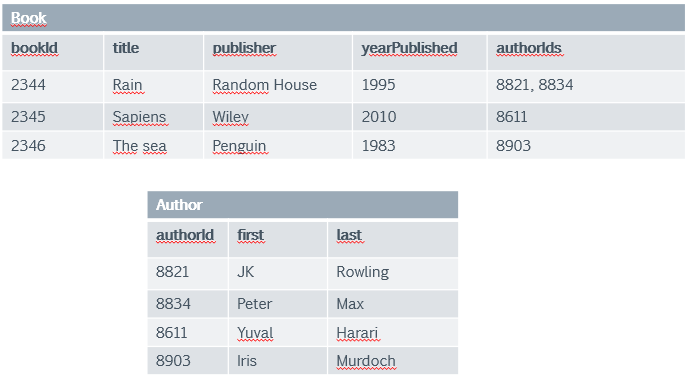 Book
bookId title publisher yearPublished authorIds
2344 Rain Random House 1995 8821, 8834
2345 Sapiens Wiley 2010 8611
2346 The sea Penguin 1983 8903
Author
authorId first last
8821 JK Rowling
8834 Peter Max
8611 Yuval Harari
8903 Iris Murdoch